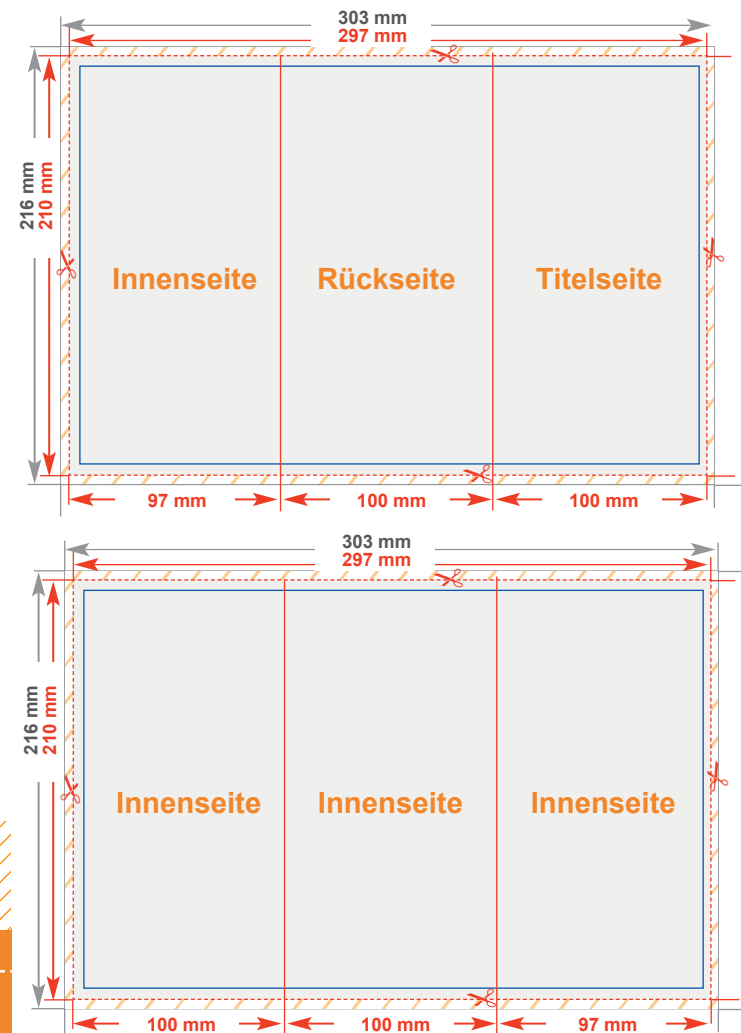 303 mm
297 mm
216 mm
210 mm
Innenseite Rückseite Titelseite
97 mm 100 mm 100 mm
303 mm
297 mm
216 mm
210 mm
Innenseite Innenseite Innenseite
100 mm 100 mm 97 mm